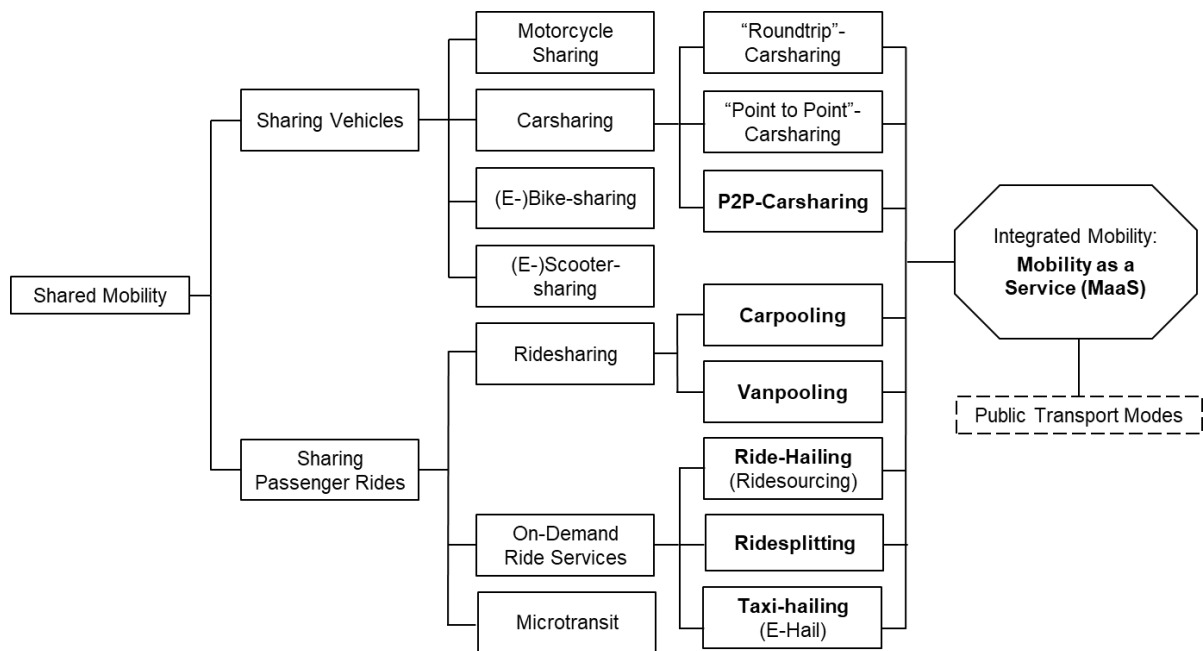 Shared Mobility
Sharing Vehicles
Sharing
Passenger Rides
Motorcycle
Sharing
Carsharing
(E-)Bike-sharing
(E-)Scooter-
sharing
Ridesharing
On-Demand
Ride Services
Microtransit
“Roundtrip”-
Carsharing
“Point to Point”-
Carsharing
P2P-Carsharing
Carpooling
Vanpooling
Ride-Hailing
(Ridesourcing)
Ridesplitting
Taxi-hailing
(E-Hail)
Integrated Mobility:
Mobility as a
Service (MaaS)
Public Transport Modes